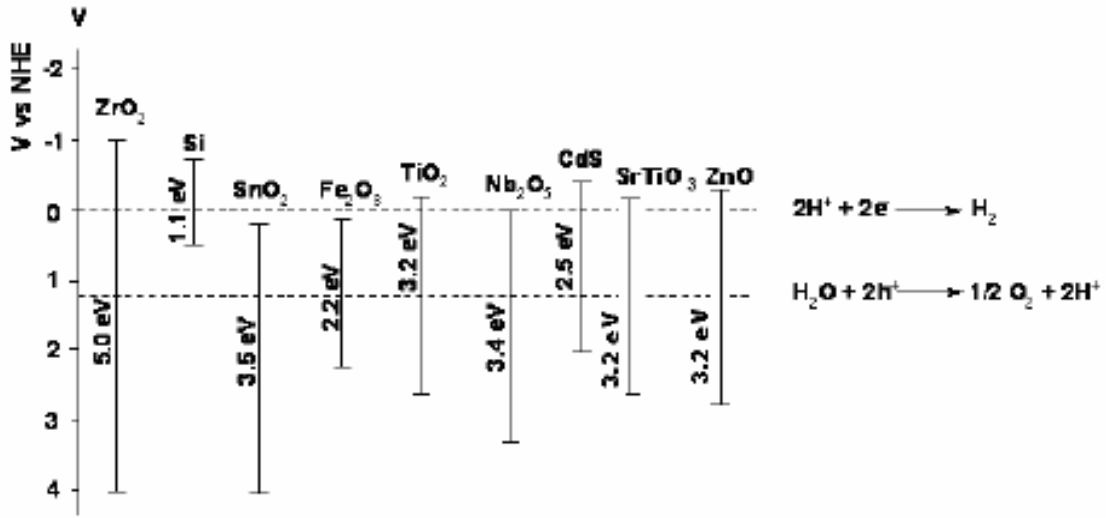 V
V vs NHE
-2
-1
0
1
2
3
4
ZrO₂
5.0 eV
Si
1.1 eV
SnO₂
3.5 eV
Fe₂O₃
2.2 eV
TiO₂
3.2 eV
Nb₂O₅
3.4 eV
CdS
2.5 eV
SrTiO₃
3.2 eV
ZnO
3.2 eV
2H⁺ + 2e → H₂
H₂O + 2h⁺ → 1/2 O₂ + 2H⁺